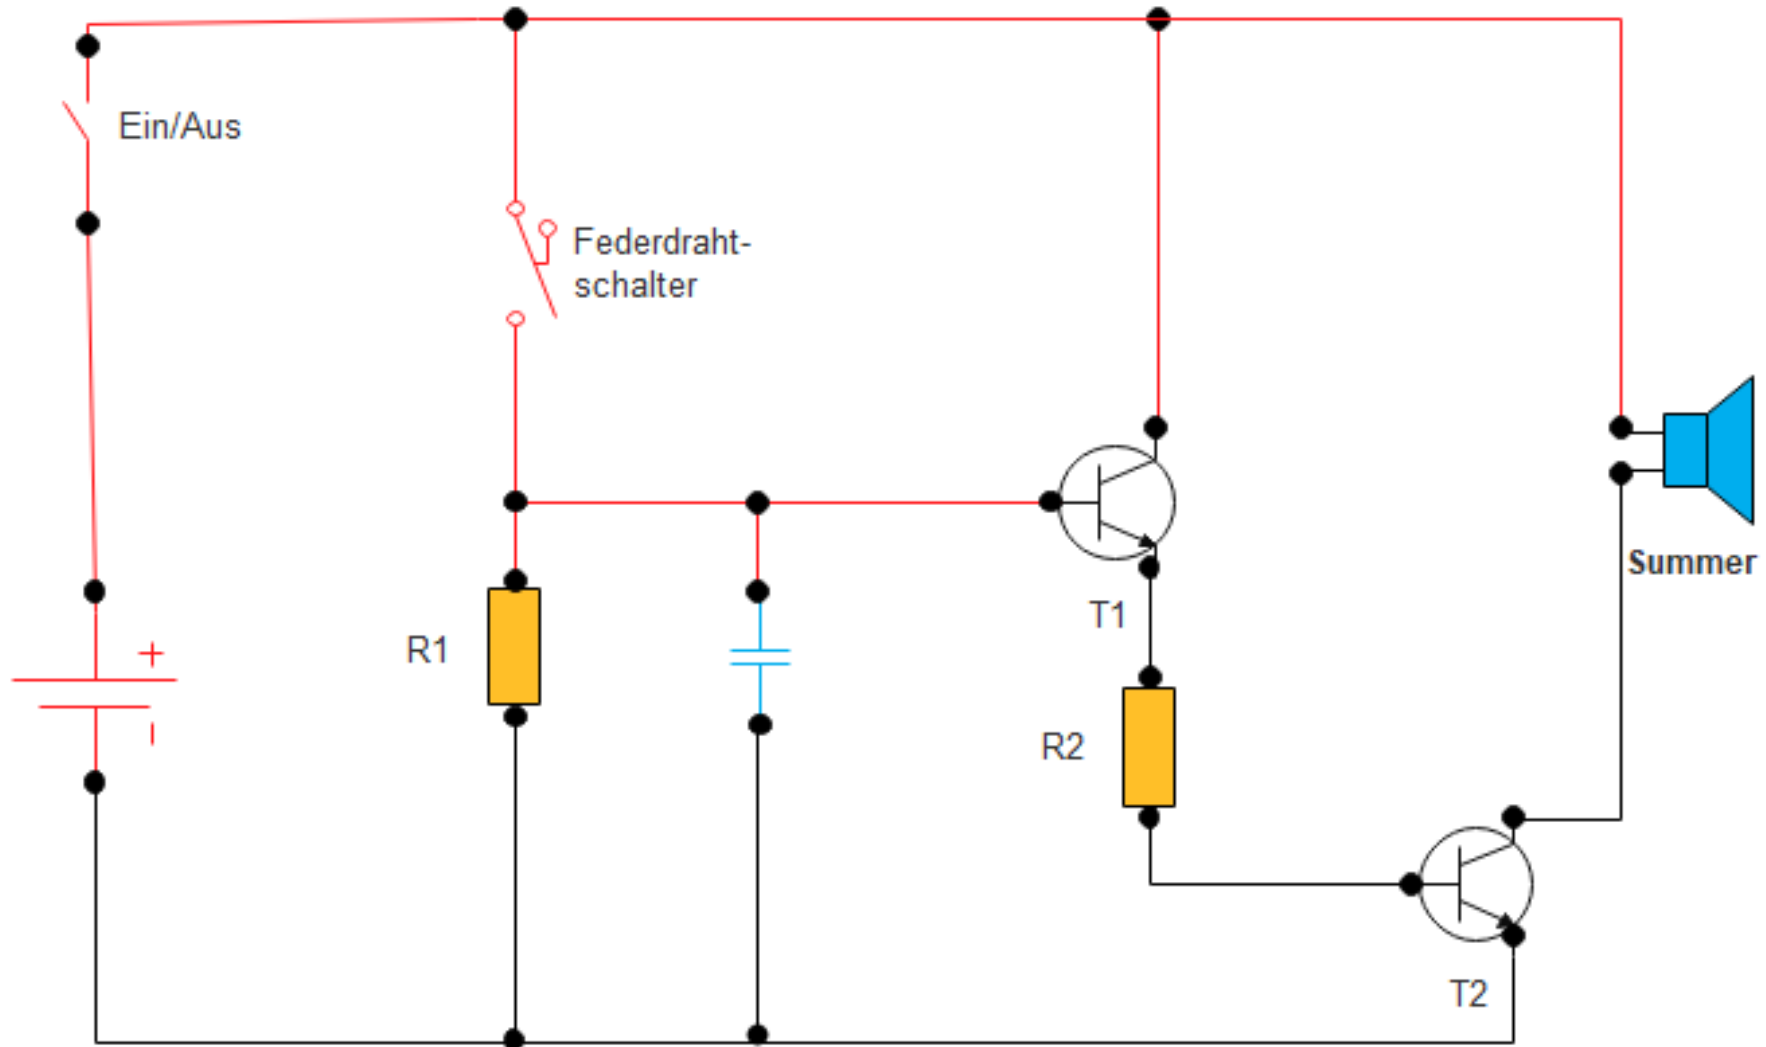 Ein/Aus
Federdraht-
schalter
+
R1
T1
Summer
R2
T2